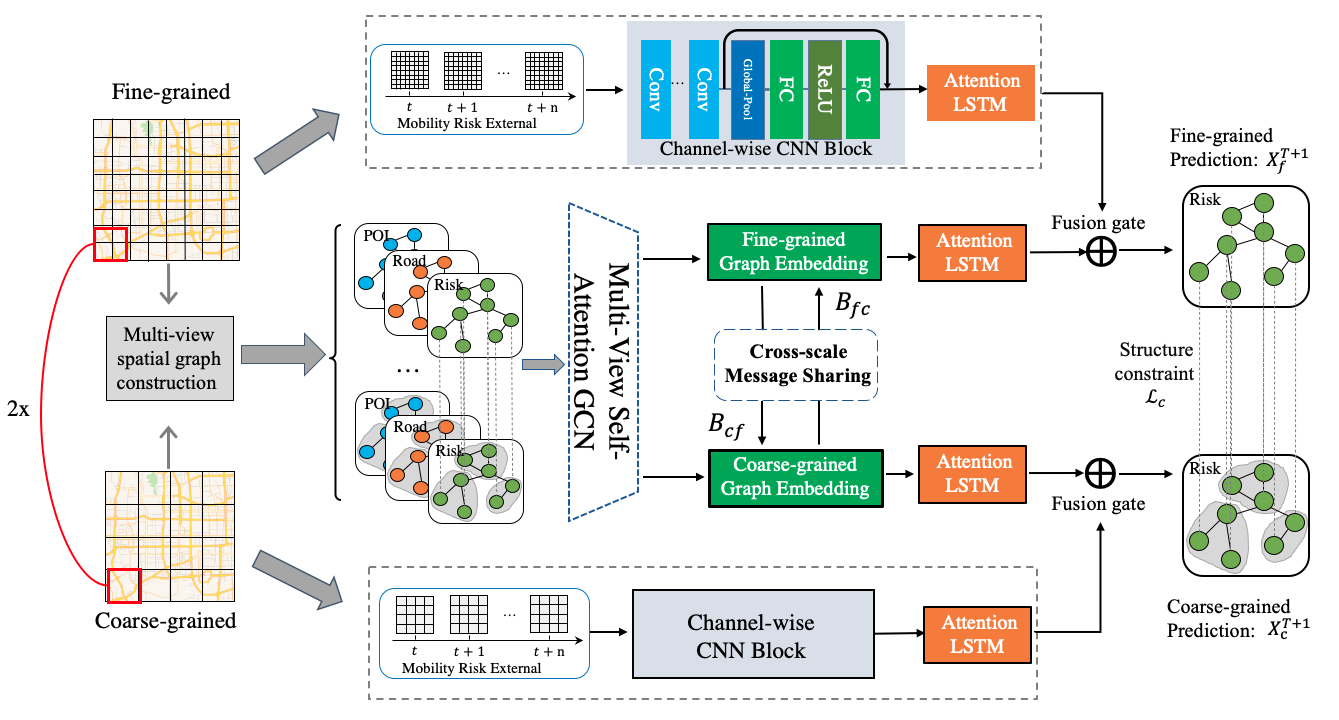 Fine-grained
2x
Coarse-grained
Multi-view
spatial graph
construction
t
t + 1
...
t + n
Mobility Risk External
Conv
...
Conv
Global-Pool
FC
ReLU
FC
Channel-wise CNN Block
Attention
LSTM
POI
Road
Risk
...
POI
Road
Risk
Multi-View Self-
Attention GCN
Fine-grained
Graph Embedding
B_{fc}
Cross-scale
Message Sharing
B_{cf}
Coarse-grained
Graph Embedding
Attention
LSTM
Attention
LSTM
Fusion gate
Fusion gate
Fine-grained
Prediction: X_f^{T+1}
Risk
Structure
constraint
ℒ_c
Risk
Coarse-grained
Prediction: X_c^{T+1}
t
t + 1
...
t + n
Mobility Risk External
Channel-wise
CNN Block
Attention
LSTM